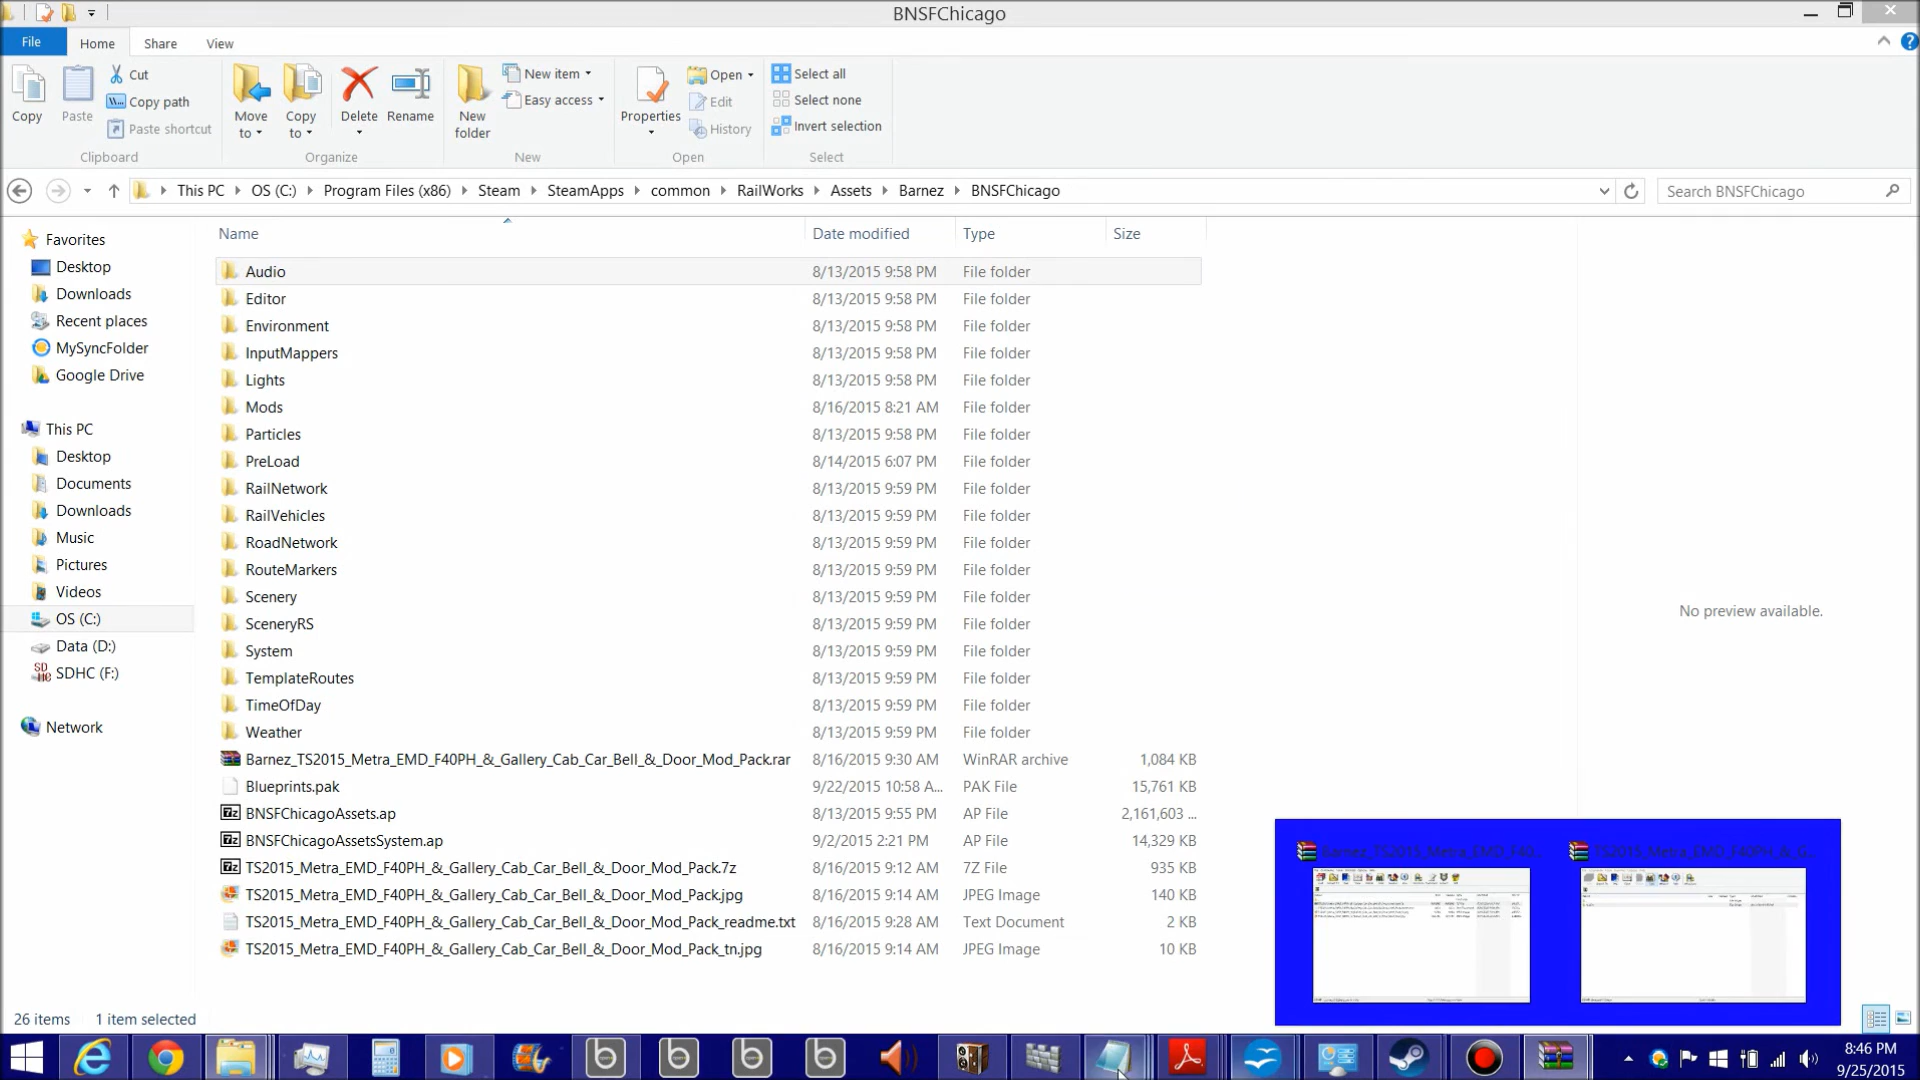 BNSFChicago
File Home Share View
Copy
Paste
Cut
Copy path
Paste shortcut
Clipboard
Move to
Copy to
Delete
Rename
Organize
New folder
New item
Easy access
New
Properties
Open
Edit
History
Open
Select all
Select none
Invert selection
Select
This PC OS (C:) Program Files (x86) Steam SteamApps common RailWorks Assets Barnez BNSFChicago
Search BNSFChicago
Favorites
Desktop
Downloads
Recent places
MySyncFolder
Google Drive
This PC
Desktop
Documents
Downloads
Music
Pictures
Videos
OS (C:)
Data (D:)
SDHC (F:)
Network
Name Date modified Type Size
Audio 8/13/2015 9:58 PM File folder
Editor 8/13/2015 9:58 PM File folder
Environment 8/13/2015 9:58 PM File folder
InputMappers 8/13/2015 9:58 PM File folder
Lights 8/13/2015 9:58 PM File folder
Mods 8/16/2015 8:21 AM File folder
Particles 8/13/2015 9:58 PM File folder
PreLoad 8/14/2015 6:07 PM File folder
RailNetwork 8/13/2015 9:59 PM File folder
RailVehicles 8/13/2015 9:59 PM File folder
RoadNetwork 8/13/2015 9:59 PM File folder
RouteMarkers 8/13/2015 9:59 PM File folder
Scenery 8/13/2015 9:59 PM File folder
SceneryRS 8/13/2015 9:59 PM File folder
System 8/13/2015 9:59 PM File folder
TemplateRoutes 8/13/2015 9:59 PM File folder
TimeOfDay 8/13/2015 9:59 PM File folder
Weather 8/13/2015 9:59 PM File folder
Barnez_TS2015_Metra_EMD_F40PH_&_Gallery_Cab_Car_Bell_&_Door_Mod_Pack.rar 8/16/2015 9:30 AM WinRAR archive 1,084 KB
Blueprints.pak 9/22/2015 10:58 A... PAK File 15,761 KB
BNSFChicagoAssets.ap 8/13/2015 9:55 PM AP File 2,161,603 ...
BNSFChicagoAssetsSystem.ap 9/2/2015 2:21 PM AP File 14,329 KB
TS2015_Metra_EMD_F40PH_&_Gallery_Cab_Car_Bell_&_Door_Mod_Pack.7z 8/16/2015 9:12 AM 7Z File 935 KB
TS2015_Metra_EMD_F40PH_&_Gallery_Cab_Car_Bell_&_Door_Mod_Pack.jpg 8/16/2015 9:14 AM JPEG Image 140 KB
TS2015_Metra_EMD_F40PH_&_Gallery_Cab_Car_Bell_&_Door_Mod_Pack_readme.txt 8/16/2015 9:28 AM Text Document 2 KB
TS2015_Metra_EMD_F40PH_&_Gallery_Cab_Car_Bell_&_Door_Mod_Pack_tn.jpg 8/16/2015 9:14 AM JPEG Image 10 KB
No preview available.
Barnez_TS2015_Metra_EMD_F40... TS2015_Metra_EMD_F40PH_&_G...
26 items 1 item selected
8:46 PM
9/25/2015